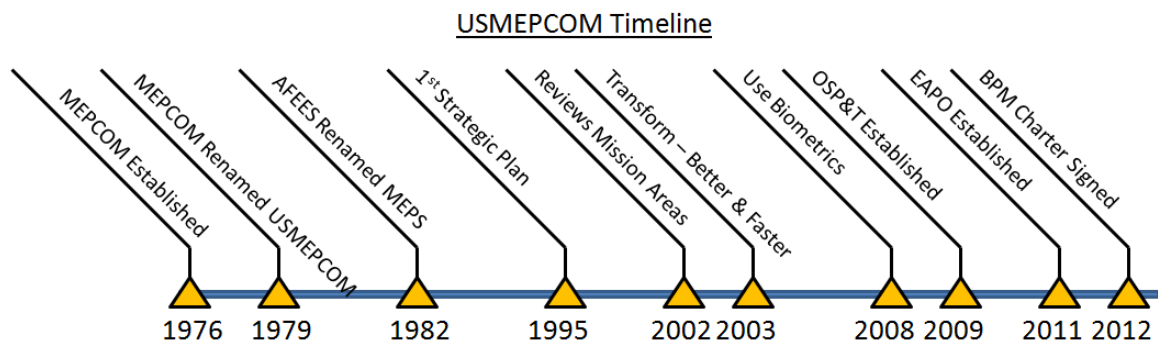 USMEPCOM Timeline
MEPCOM Established
MEPCOM Renamed USMEPCOM
AFEES Renamed MEPS
1st Strategic Plan
Reviews Mission Areas
Transform – Better & Faster
Use Biometrics
OSP&T Established
EAPO Established
BPM Charter Signed
1976 1979 1982 1995 2002 2003 2008 2009 2011 2012